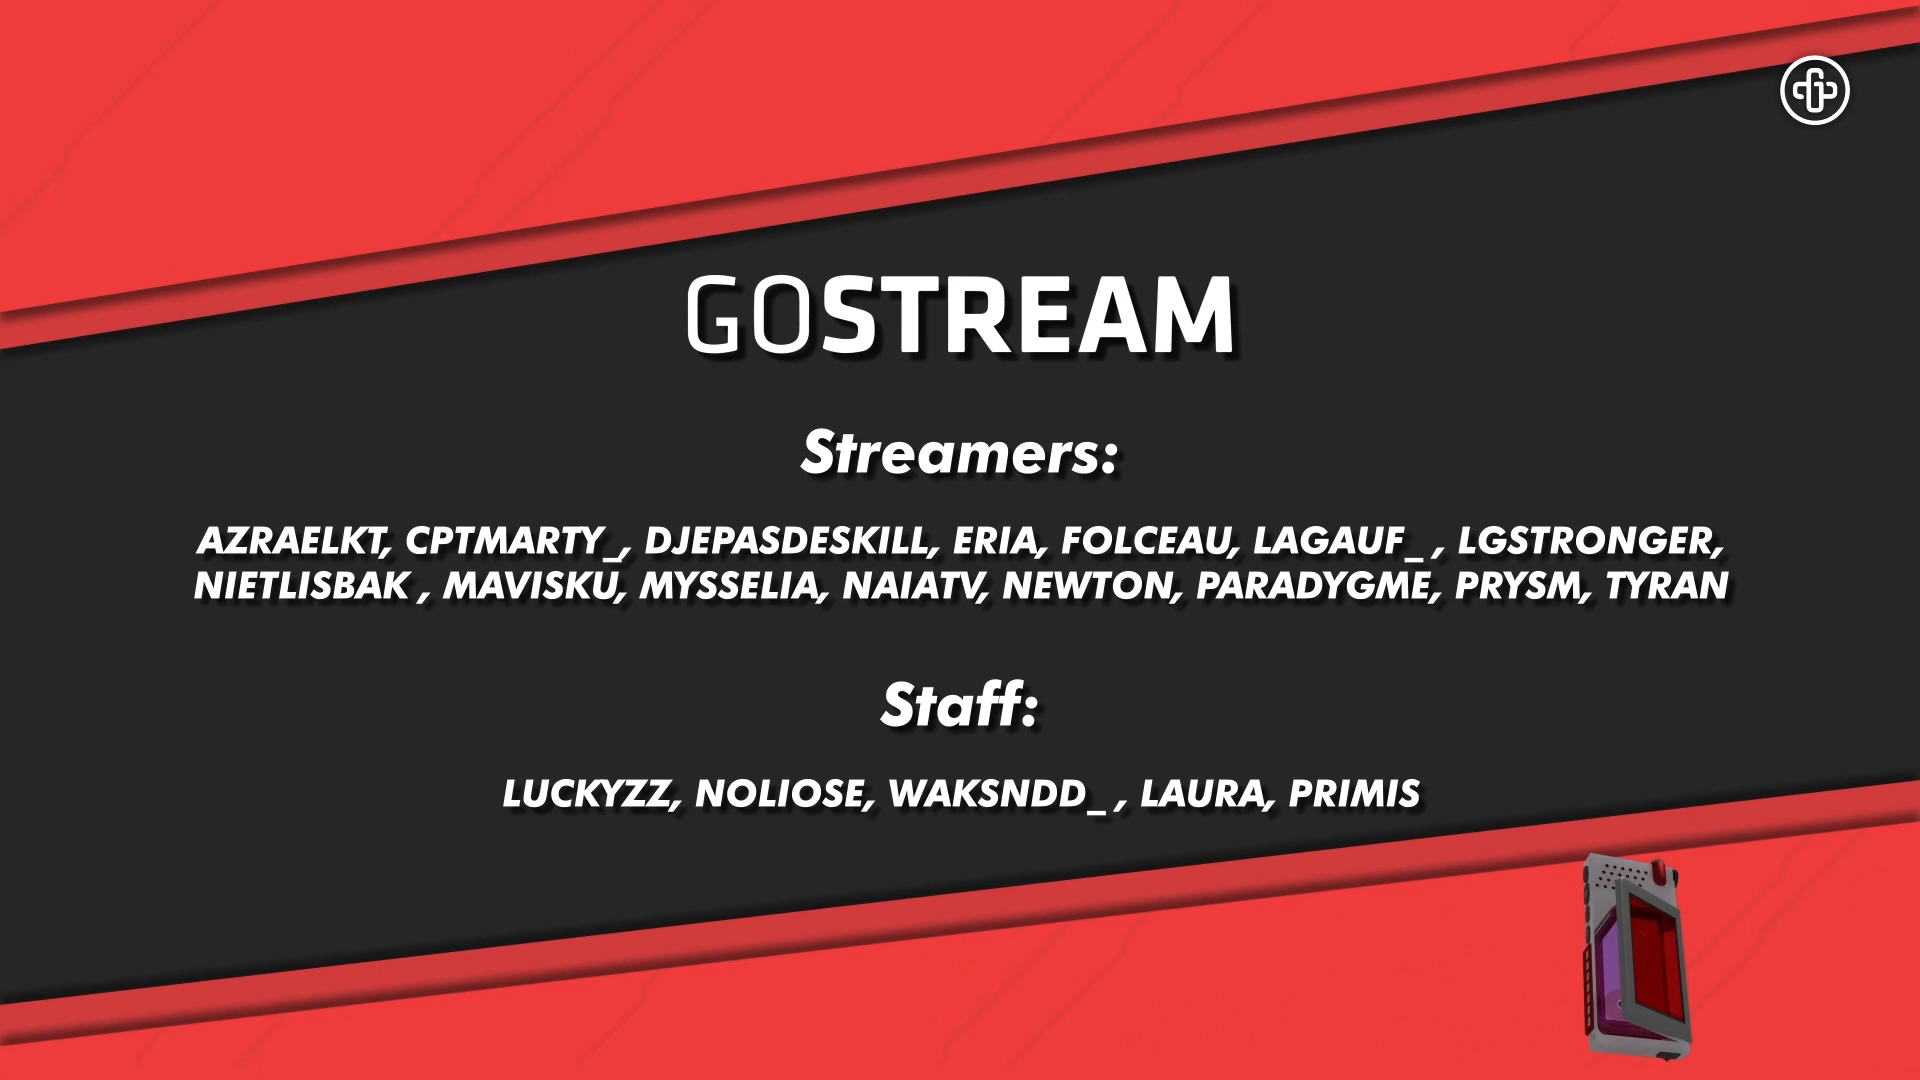 GOSTREAM
Streamers:
AZRAELKT, CPTMARTY_, DJEPASDESKILL, ERIA, FOLCEAU, LAGAUF_ , LGSTRONGER,
NIETLISBAK , MAVISKU, MYSSELIA, NAIATV, NEWTON, PARADYGME, PRYSM, TYRAN
Staff:
LUCKYZZ, NOLIOSE, WAKSNDD_ , LAURA, PRIMIS